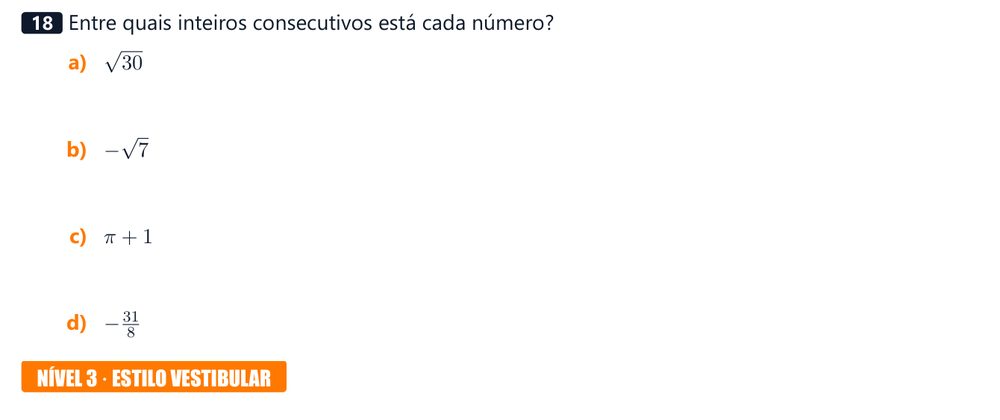 18 Entre quais inteiros consecutivos está cada número?
a) √30
b) −√7
c) π + 1
d) −31/8
NÍVEL 3 · ESTILO VESTIBULAR